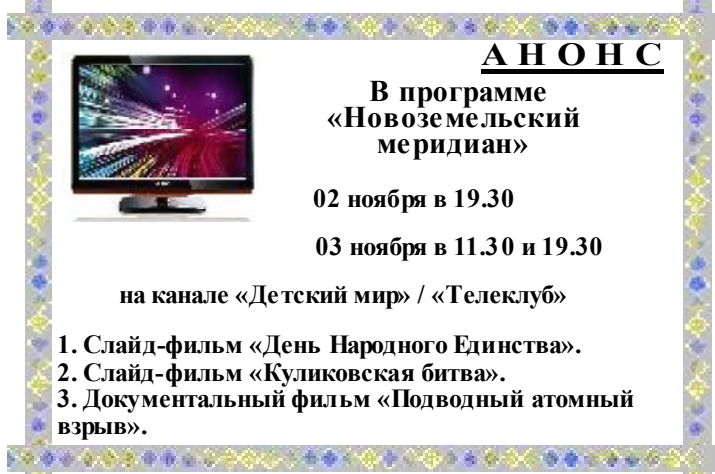 А Н О Н С
В программе
«Новоземельский
меридиан»
02 ноября в 19.30
03 ноября в 11.30 и 19.30
на канале «Детский мир» / «Телеклуб»
1. Слайд-фильм «День Народного Единства».
2. Слайд-фильм «Куликовская битва».
3. Документальный фильм «Подводный атомный
взрыв».